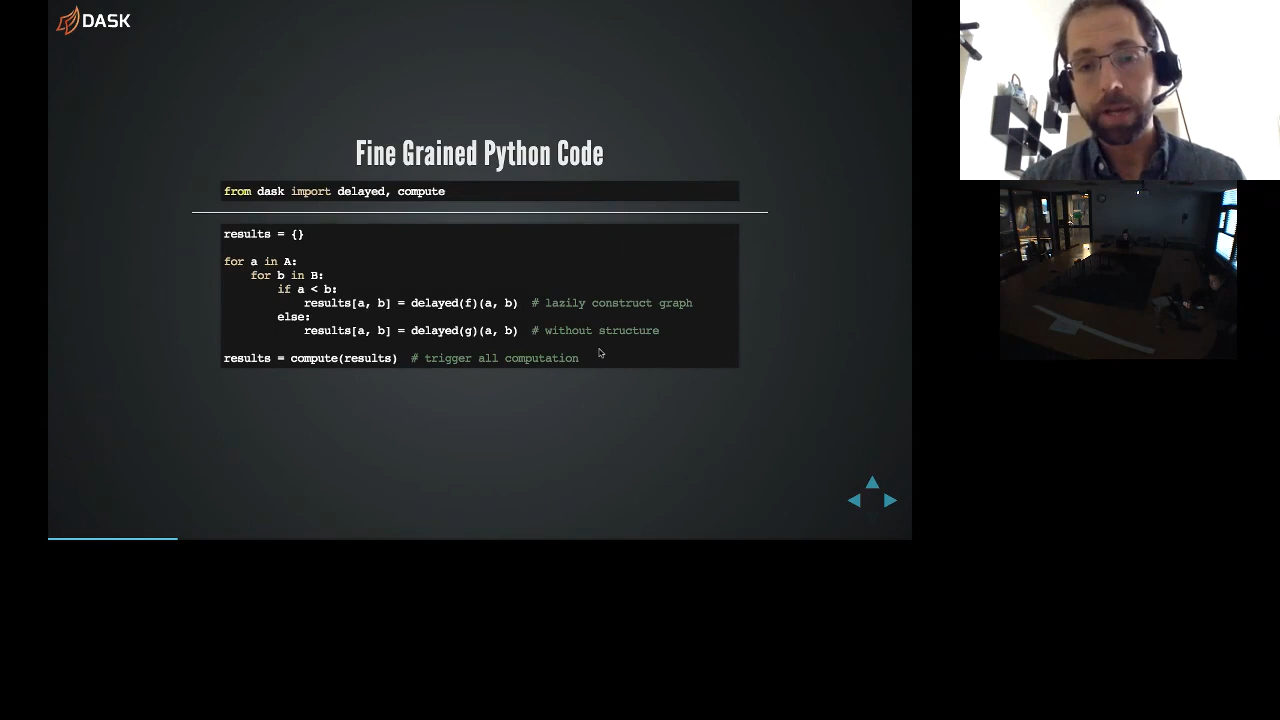 DASK
Fine Grained Python Code
from dask import delayed, compute
results = {}
for a in A:
    for b in B:
        if a < b:
            results[a, b] = delayed(f)(a, b)  # lazily construct graph
        else:
            results[a, b] = delayed(g)(a, b)  # without structure
results = compute(results)  # trigger all computation